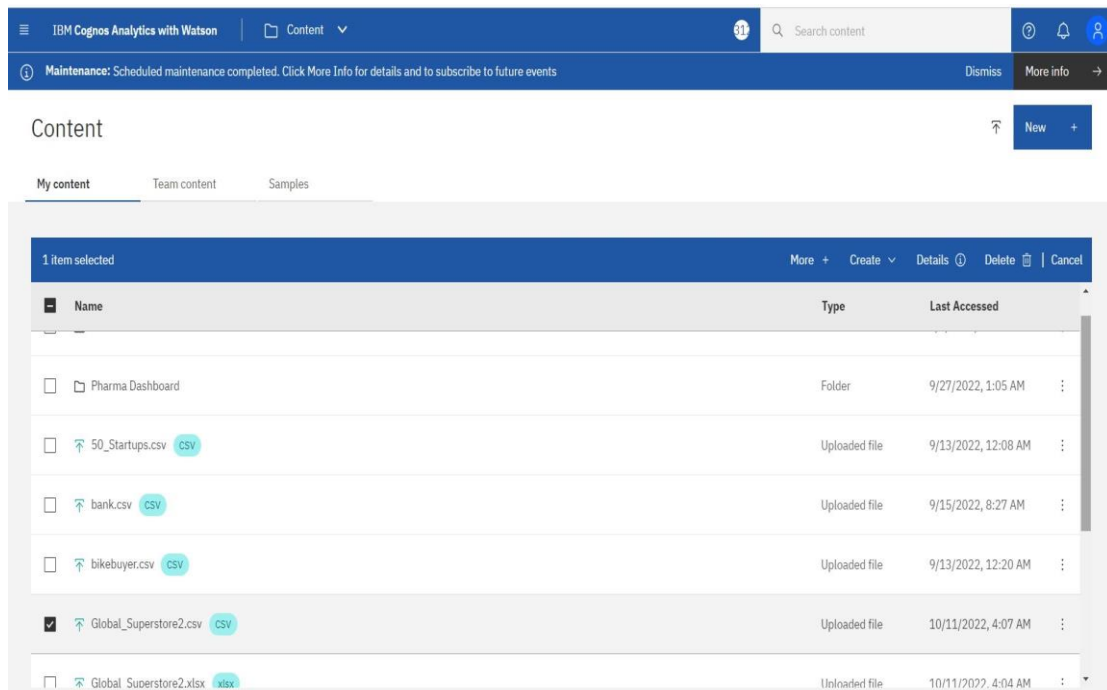 IBM Cognos Analytics with Watson
Content
Search content
Maintenance: Scheduled maintenance completed. Click More Info for details and to subscribe to future events
Dismiss
More info
Content
New +
My content
Team content
Samples
1 item selected
More +
Create
Details
Delete
| Cancel
Name
Type
Last Accessed
Pharma Dashboard
Folder
9/27/2022, 1:05 AM
50_Startups.csv
CSV
Uploaded file
9/13/2022, 12:08 AM
bank.csv
CSV
Uploaded file
9/15/2022, 8:27 AM
bikebuyer.csv
CSV
Uploaded file
9/13/2022, 12:20 AM
Global_Superstore2.csv
CSV
Uploaded file
10/11/2022, 4:07 AM
Global_Superstore2.xlsx
xlsx
Uploaded file
10/11/2022, 4:04 AM